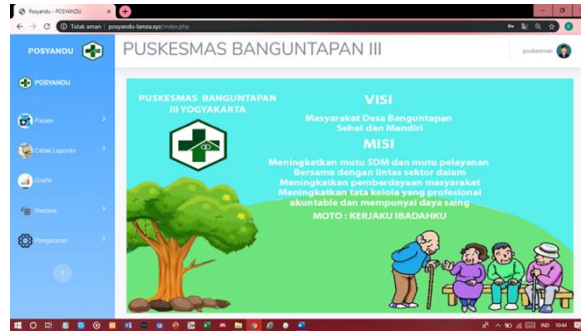 Posyandu - POSYANDU
Tidak aman | posyandu-lansia.xyz/index.php
POSYANDU
PUSKESMAS BANGUNTAPAN III
puskesmas
POSYANDU
Pasien
Cetak Laporan
Grafik
Restore
Pengaturan
PUSKESMAS BANGUNTAPAN
III YOGYAKARTA
VISI
Masyarakat Desa Banguntapan
Sehat dan Mandiri
MISI
Meningkatkan mutu SDM dan mutu pelayanan
Bersama dengan lintas sektor dalam
Meningkatkan pemberdayaan masyarakat
Meningkatkan tata kelola yang profesional
akuntable dan mempunyai daya saing
MOTO : KERJAKU IBADAHKU
IND